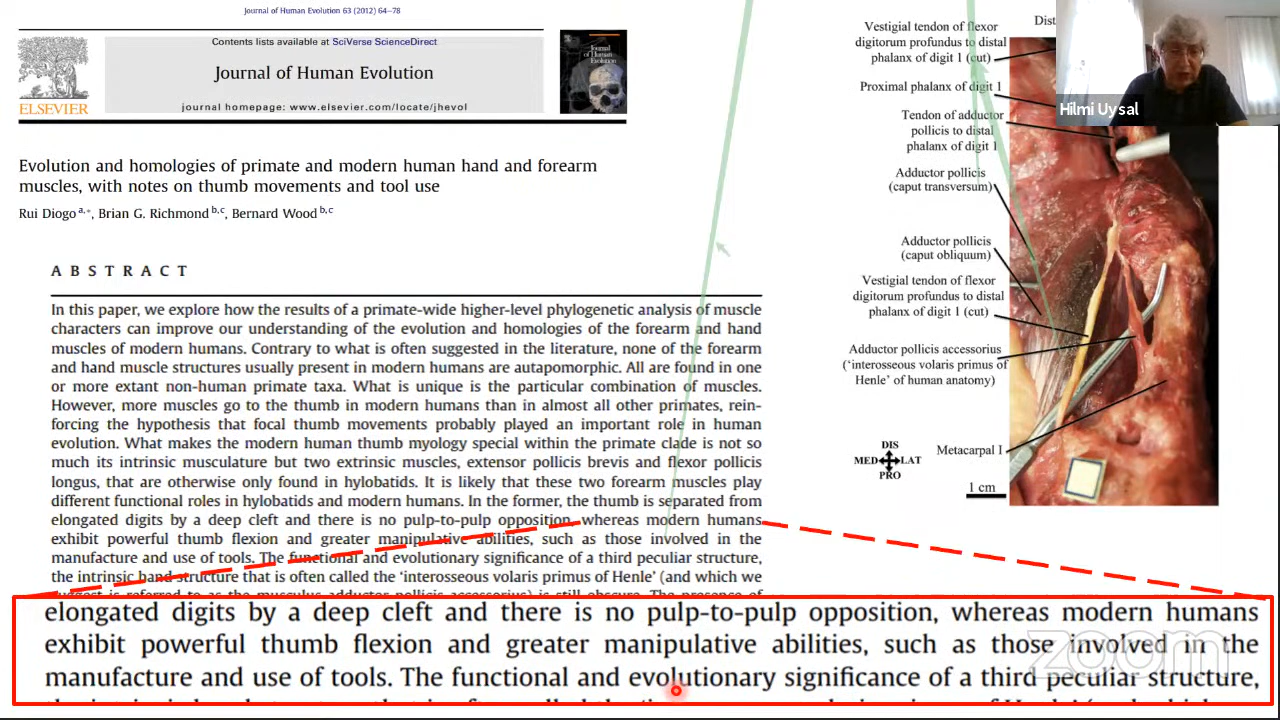 Journal of Human Evolution 63 (2012) 64–78
Contents lists available at SciVerse ScienceDirect
Journal of Human Evolution
journal homepage: www.elsevier.com/locate/jhevol
ELSEVIER
Evolution and homologies of primate and modern human hand and forearm
muscles, with notes on thumb movements and tool use
Rui Diogo a,*, Brian G. Richmond b,c, Bernard Wood b,c
ABSTRACT
In this paper, we explore how the results of a primate-wide higher-level phylogenetic analysis of muscle
characters can improve our understanding of the evolution and homologies of the forearm and hand
muscles of modern humans. Contrary to what is often suggested in the literature, none of the forearm
and hand muscle structures usually present in modern humans are autapomorphic. All are found in one
or more extant non-human primate taxa. What is unique is the particular combination of muscles.
However, more muscles go to the thumb in modern humans than in almost all other primates, rein-
forcing the hypothesis that focal thumb movements probably played an important role in human
evolution. What makes the modern human thumb myology special within the primate clade is not so
much its intrinsic musculature but two extrinsic muscles, extensor pollicis brevis and flexor pollicis
longus, that are otherwise only found in hylobatids. It is likely that these two forearm muscles play
different functional roles in hylobatids and modern humans. In the former, the thumb is separated from
elongated digits by a deep cleft and there is no pulp-to-pulp opposition, whereas modern humans
exhibit powerful thumb flexion and greater manipulative abilities, such as those involved in the
manufacture and use of tools. The functional and evolutionary significance of a third peculiar structure,
the intrinsic hand structure that is often called the 'interosseous volaris primus of Henle' (and which we
elongated digits by a deep cleft and there is no pulp-to-pulp opposition, whereas modern humans
exhibit powerful thumb flexion and greater manipulative abilities, such as those involved in the
manufacture and use of tools. The functional and evolutionary significance of a third peculiar structure,
Vestigial tendon of flexor
digitorum profundus to distal
phalanx of digit 1 (cut)
Dist
Proximal phalanx of digit 1
Tendon of adductor
pollicis to distal
phalanx of digit 1
Adductor pollicis
(caput transversum)
Adductor pollicis
(caput obliquum)
Vestigial tendon of flexor
digitorum profundus to distal
phalanx of digit 1 (cut)
Adductor pollicis accessorius
('interosseous volaris primus of
Henle' of human anatomy)
Metacarpal I
DIS
MED LAT
PRO
1 cm
Hilmi Uysal
zoom